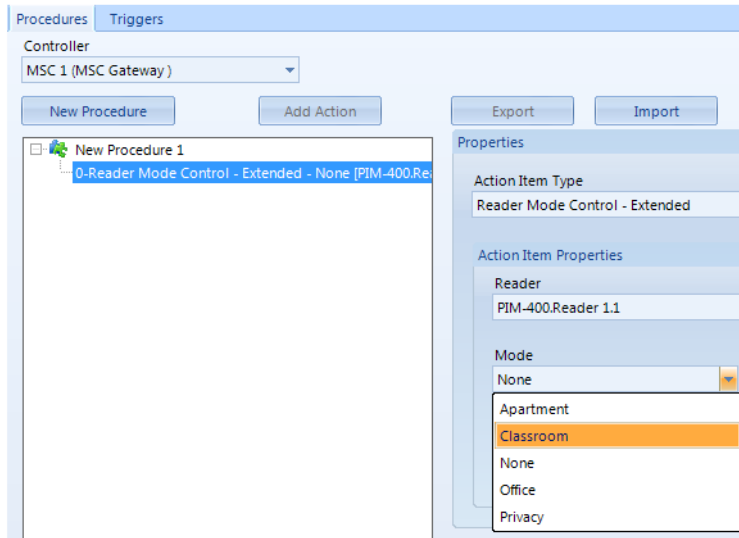 Procedures Triggers
Controller
MSC 1 (MSC Gateway )
New Procedure Add Action Export Import
New Procedure 1
0-Reader Mode Control - Extended - None [PIM-400.Rea
Properties
Action Item Type
Reader Mode Control - Extended
Action Item Properties
Reader
PIM-400.Reader 1.1
Mode
None
Apartment
Classroom
None
Office
Privacy